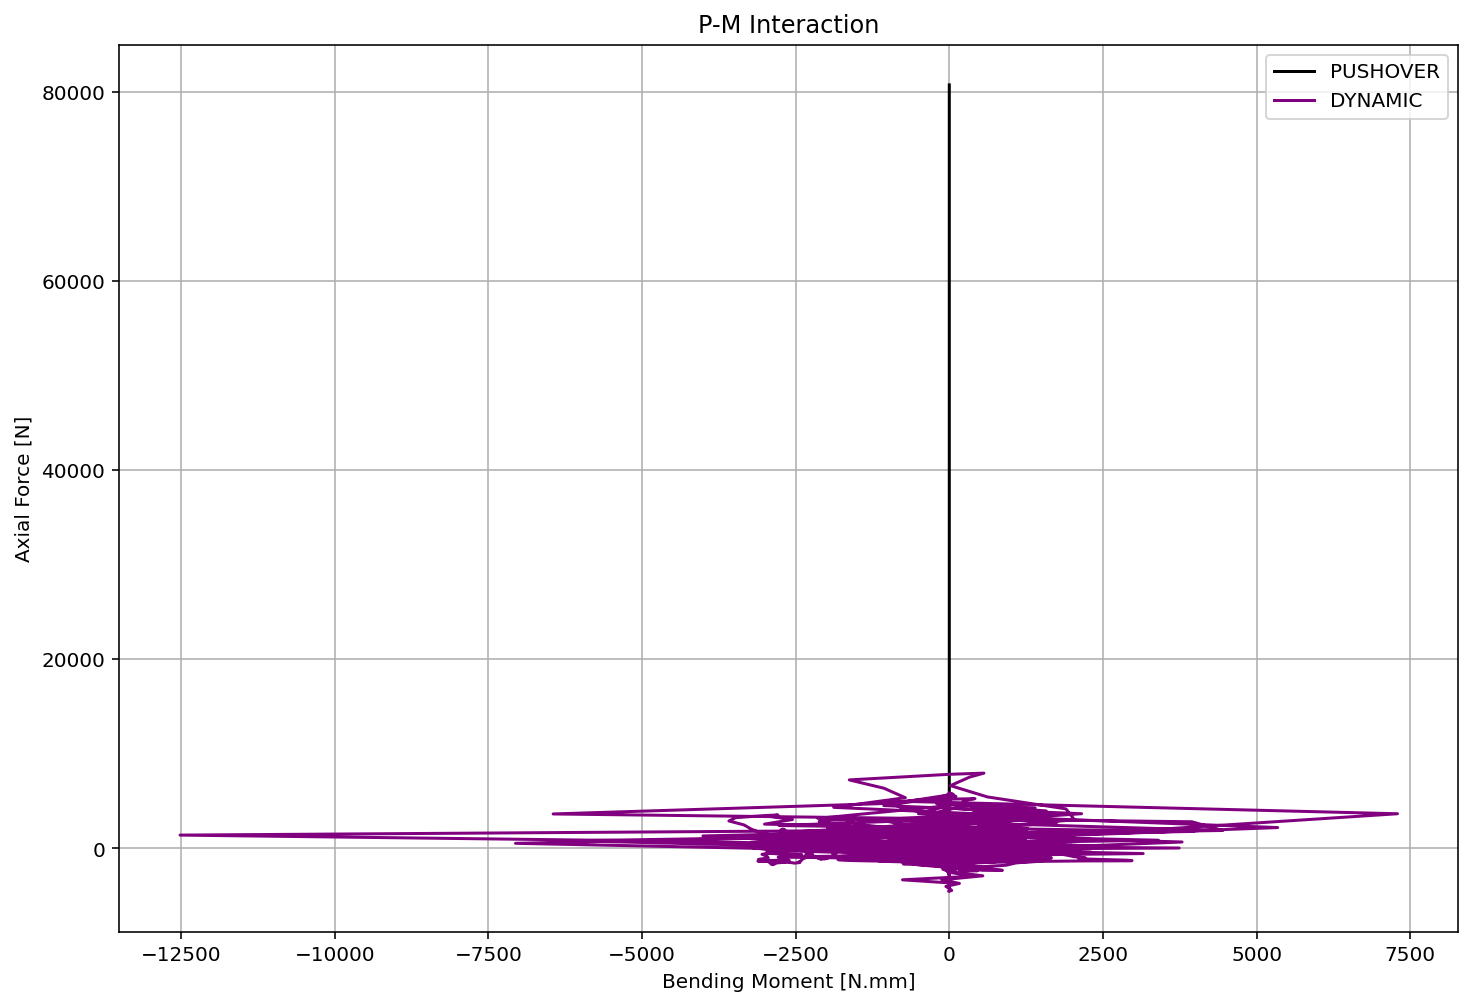 P-M Interaction
PUSHOVER
DYNAMIC
80000
60000
40000
20000
0
Axial Force [N]
−12500 −10000 −7500 −5000 −2500 0 2500 5000 7500
Bending Moment [N.mm]